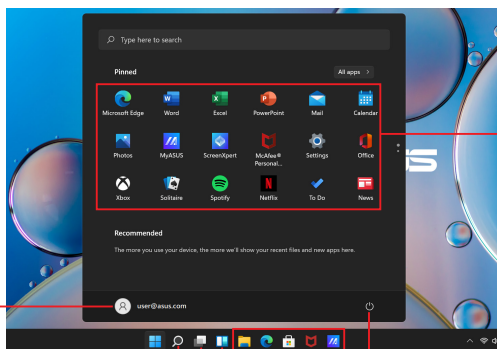 Type here to search
Pinned
All apps >
Microsoft Edge Word Excel PowerPoint Mail Calendar
Photos MyASUS ScreenXpert McAfee® Personal... Settings Office
Xbox Solitaire Spotify Netflix To Do News
Recommended
The more you use your device, the more we'll show your recent files and new apps here.
user@asus.com